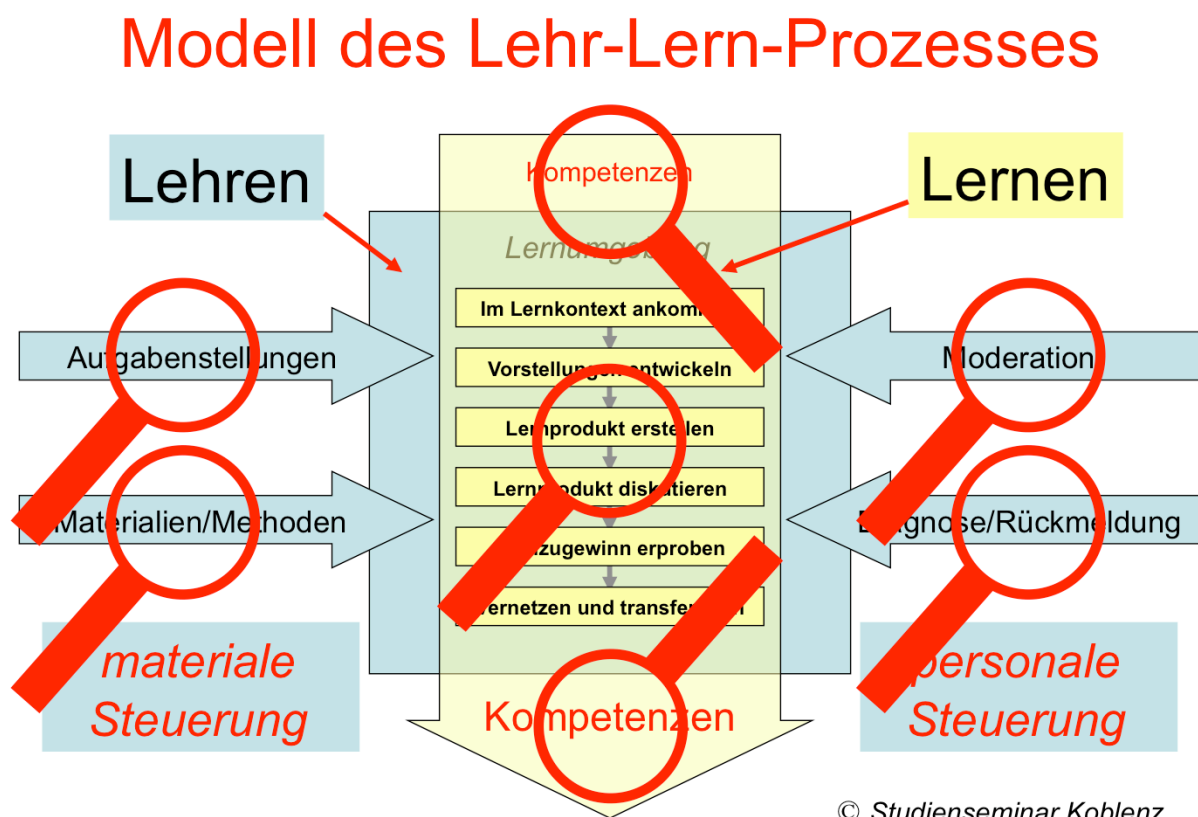 Modell des Lehr-Lern-Prozesses
Lehren
Kompetenzen
Lernen
Lernumgebung
Im Lernkontext ankommen
Aufgabenstellungen
Moderation
Vorstellungen entwickeln
Lernprodukt erstellen
Lernprodukt diskutieren
Materialien/Methoden
Diagnose/Rückmeldung
Lernzugewinn erproben
Vernetzen und transferieren
materiale
Steuerung
personale
Steuerung
Kompetenzen
© Studienseminar Koblenz